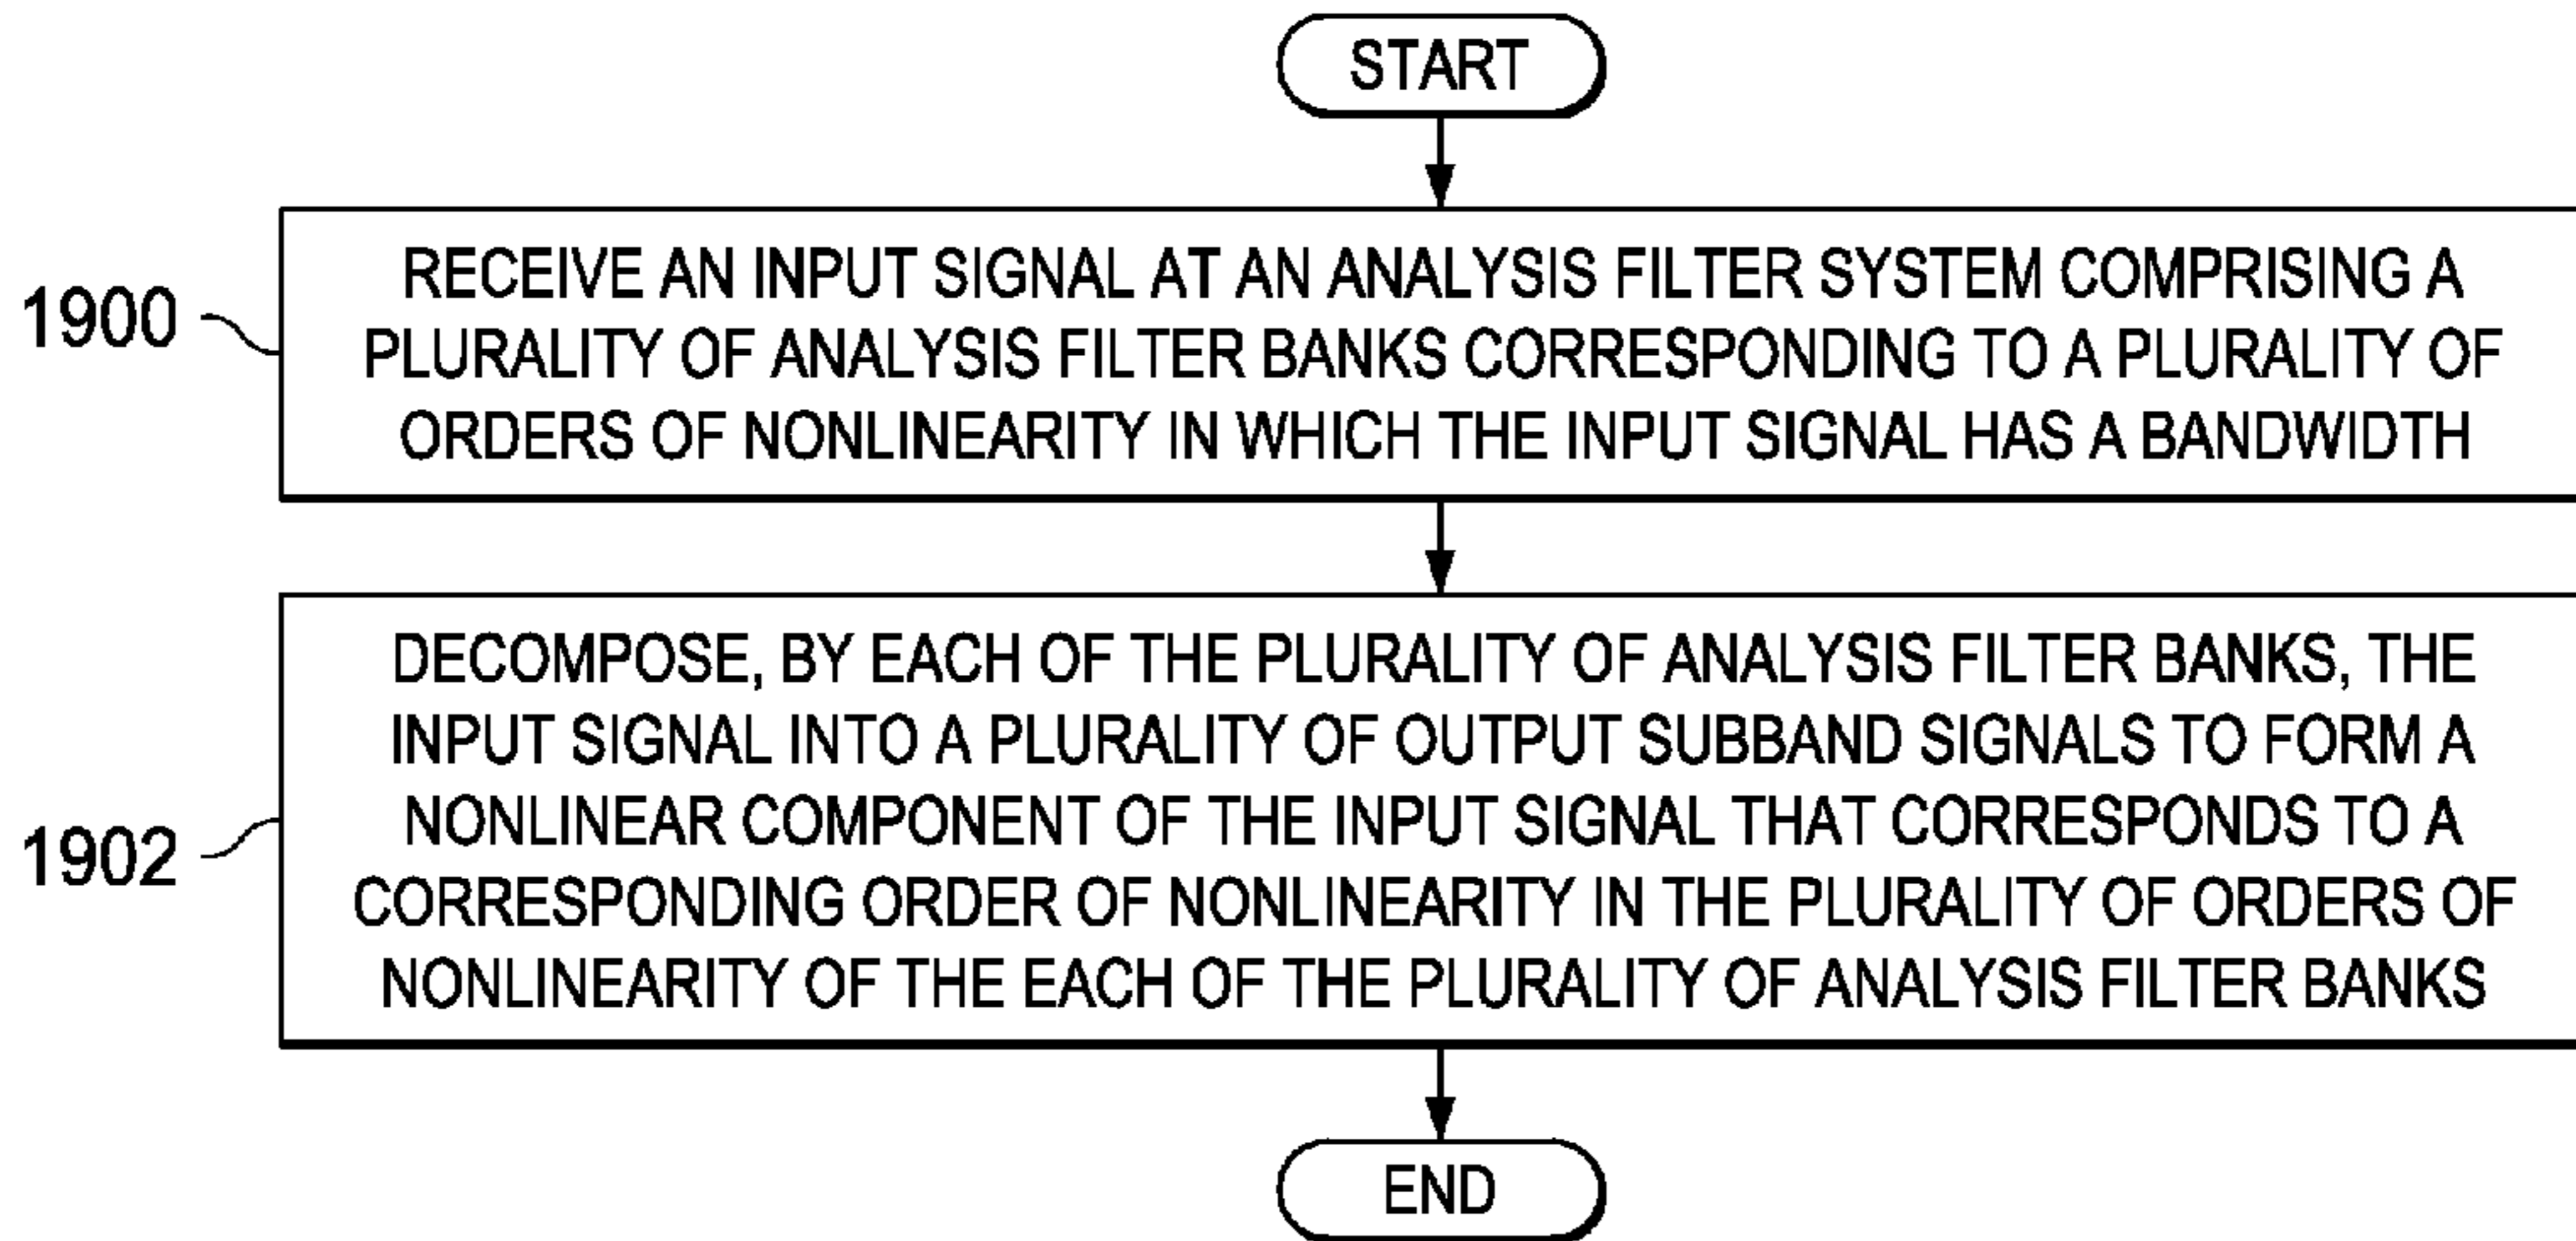 START
1900
RECEIVE AN INPUT SIGNAL AT AN ANALYSIS FILTER SYSTEM COMPRISING A
PLURALITY OF ANALYSIS FILTER BANKS CORRESPONDING TO A PLURALITY OF
ORDERS OF NONLINEARITY IN WHICH THE INPUT SIGNAL HAS A BANDWIDTH
1902
DECOMPOSE, BY EACH OF THE PLURALITY OF ANALYSIS FILTER BANKS, THE
INPUT SIGNAL INTO A PLURALITY OF OUTPUT SUBBAND SIGNALS TO FORM A
NONLINEAR COMPONENT OF THE INPUT SIGNAL THAT CORRESPONDS TO A
CORRESPONDING ORDER OF NONLINEARITY IN THE PLURALITY OF ORDERS OF
NONLINEARITY OF THE EACH OF THE PLURALITY OF ANALYSIS FILTER BANKS
END